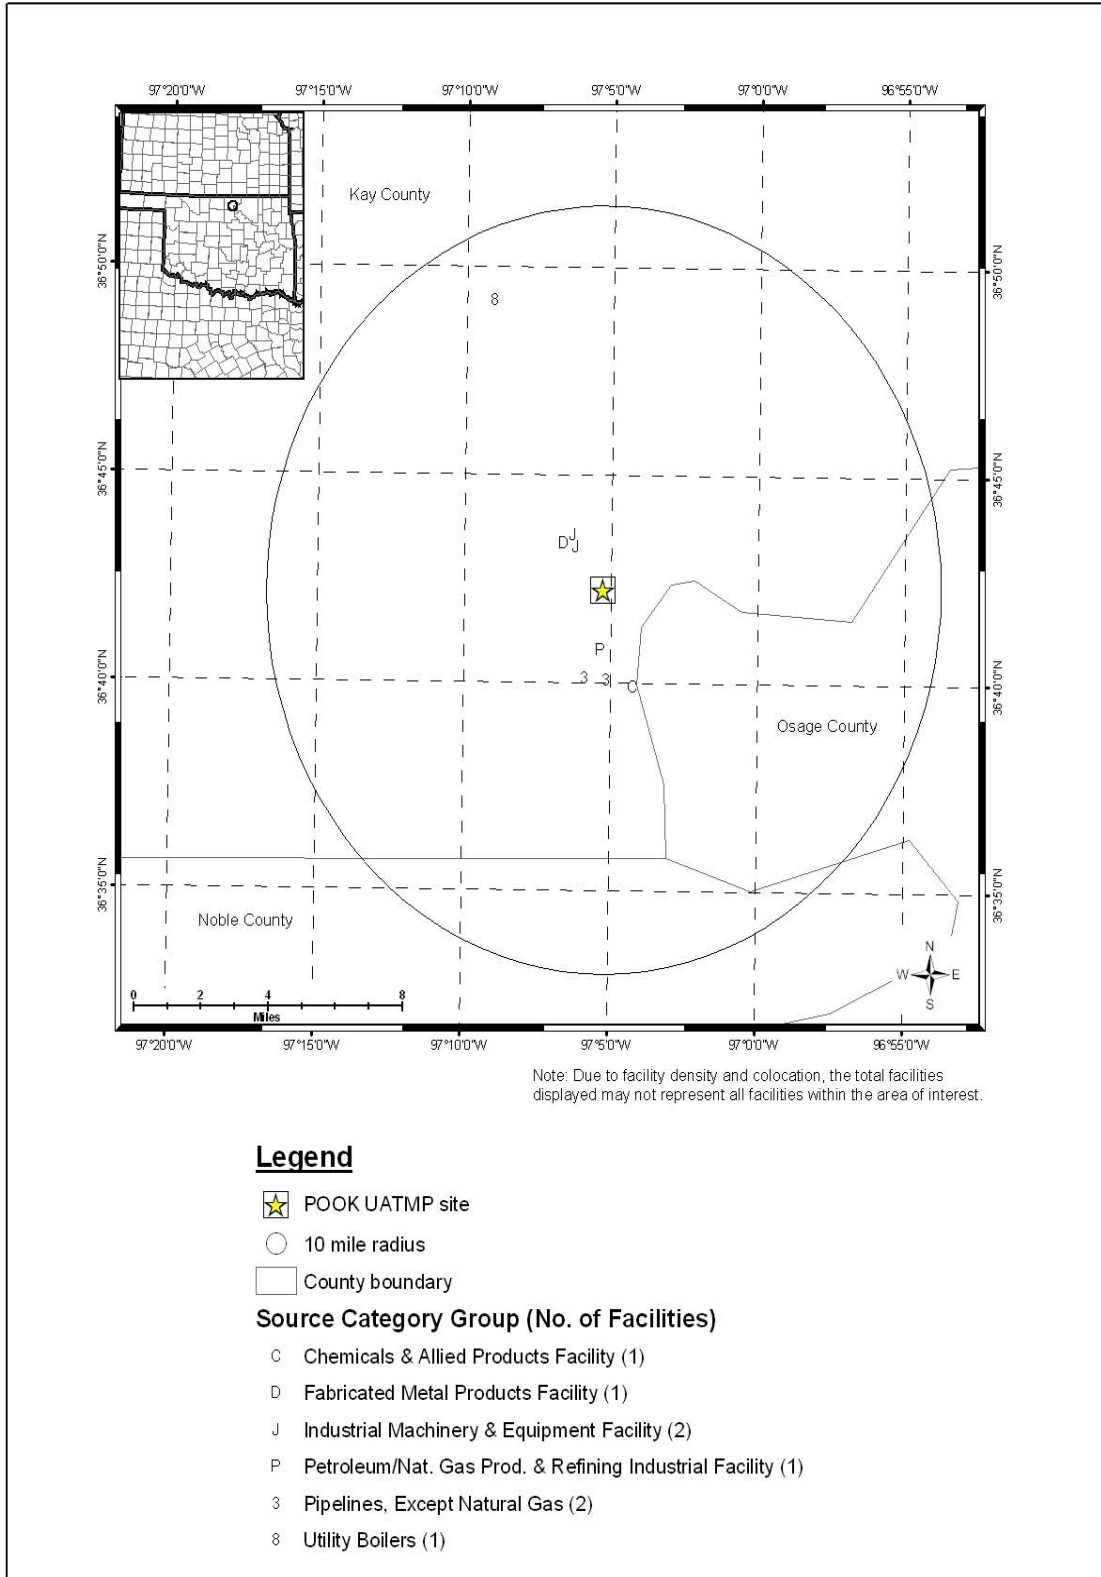 97°20'0"W 97°15'0"W 97°10'0"W 97°5'0"W 97°0'0"W 96°55'0"W
Kay County
36°50'0"N 36°50'0"N
8
36°45'0"N 36°45'0"N
J
D J
P
36°40'0"N 3 3 C 36°40'0"N
Osage County
36°35'0"N 36°35'0"N
Noble County
N
W E
S
0 2 4 8
Miles
97°20'0"W 97°15'0"W 97°10'0"W 97°5'0"W 97°0'0"W 96°55'0"W
Note: Due to facility density and colocation, the total facilities
displayed may not represent all facilities within the area of interest.
Legend
POOK UATMP site
10 mile radius
County boundary
Source Category Group (No. of Facilities)
C Chemicals & Allied Products Facility (1)
D Fabricated Metal Products Facility (1)
J Industrial Machinery & Equipment Facility (2)
P Petroleum/Nat. Gas Prod. & Refining Industrial Facility (1)
3 Pipelines, Except Natural Gas (2)
8 Utility Boilers (1)